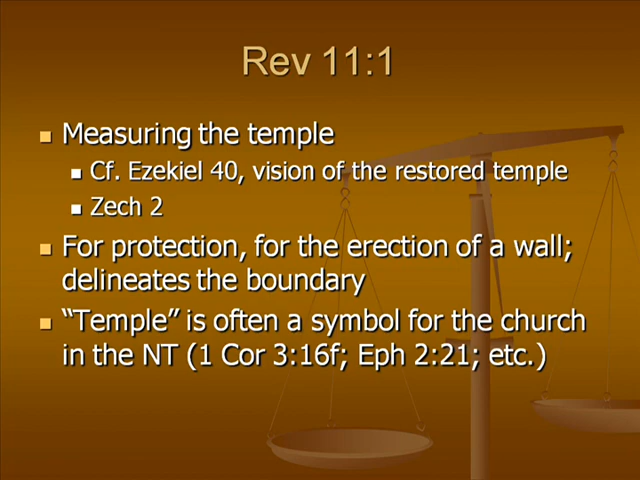 Rev 11:1
Measuring the temple
Cf. Ezekiel 40, vision of the restored temple
Zech 2
For protection, for the erection of a wall;
delineates the boundary
“Temple” is often a symbol for the church
in the NT (1 Cor 3:16f; Eph 2:21; etc.)